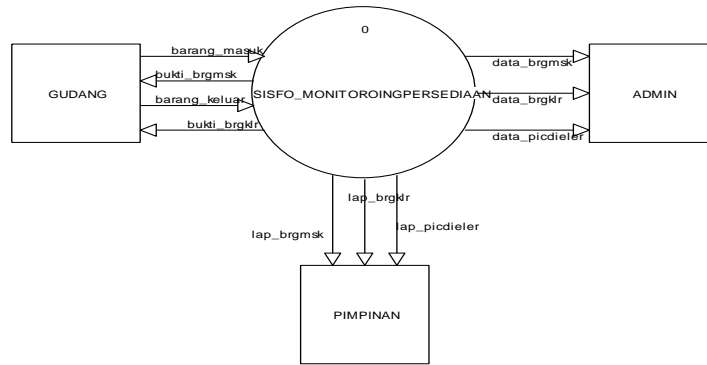 0
barang_masuk
bukti_brgmsk
GUDANG
barang_keluar
bukti_brgklr
SISFO_MONITOROINGPERSEDIAAN
data_brgmsk
data_brgklr
data_picdieler
ADMIN
lap_brgmsk
lap_brgklr
lap_picdieler
PIMPINAN